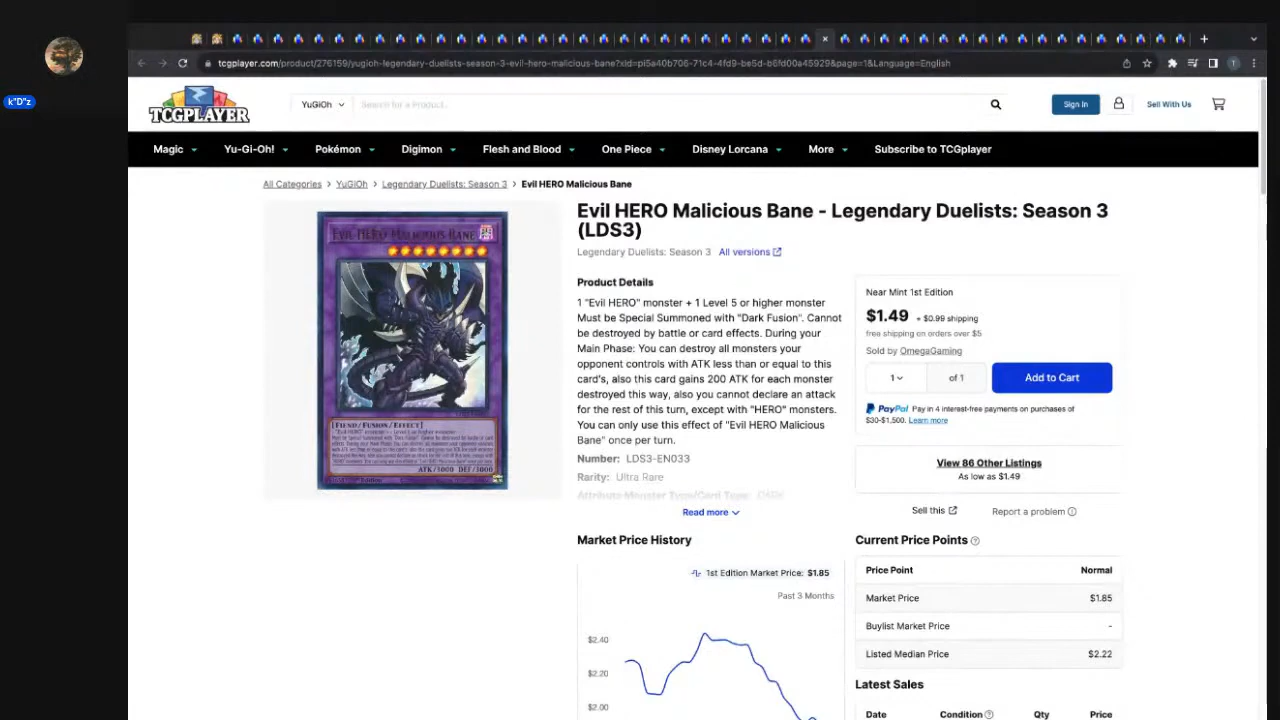 k"D"z
tcgplayer.com/product/276159/yugioh-legendary-duelists-season-3-evil-hero-malicious-bane?xid=pi5a40b706-71c4-4fd9-be5d-b6fd00a45929&page=1&Language=English
TCGPLAYER
YuGiOh
Search for a Product...
Sign In
Sell With Us
Magic
Yu-Gi-Oh!
Pokémon
Digimon
Flesh and Blood
One Piece
Disney Lorcana
More
Subscribe to TCGplayer
All Categories > YuGiOh > Legendary Duelists: Season 3 > Evil HERO Malicious Bane
EVIL HERO MALICIOUS BANE
[FIEND/FUSION/EFFECT]
ATK/3000 DEF/3000
Evil HERO Malicious Bane - Legendary Duelists: Season 3
(LDS3)
Legendary Duelists: Season 3 All versions
Product Details
1 "Evil HERO" monster + 1 Level 5 or higher monster
Must be Special Summoned with "Dark Fusion". Cannot
be destroyed by battle or card effects. During your
Main Phase: You can destroy all monsters your
opponent controls with ATK less than or equal to this
card's, also this card gains 200 ATK for each monster
destroyed this way, also you cannot declare an attack
for the rest of this turn, except with "HERO" monsters.
You can only use this effect of "Evil HERO Malicious
Bane" once per turn.
Number: LDS3-EN033
Rarity: Ultra Rare
Attribute Monster Type/Card Type: DARK
Read more
Near Mint 1st Edition
$1.49 + $0.99 shipping
free shipping on orders over $5
Sold by OmegaGaming
1 of 1
Add to Cart
PayPal Pay in 4 interest-free payments on purchases of
$30-$1,500. Learn more
View 86 Other Listings
As low as $1.49
Sell this
Report a problem
Market Price History
1st Edition Market Price: $1.85
Past 3 Months
$2.40
$2.20
$2.00
Current Price Points
Price Point Normal
Market Price $1.85
Buylist Market Price -
Listed Median Price $2.22
Latest Sales
Date Condition Qty Price